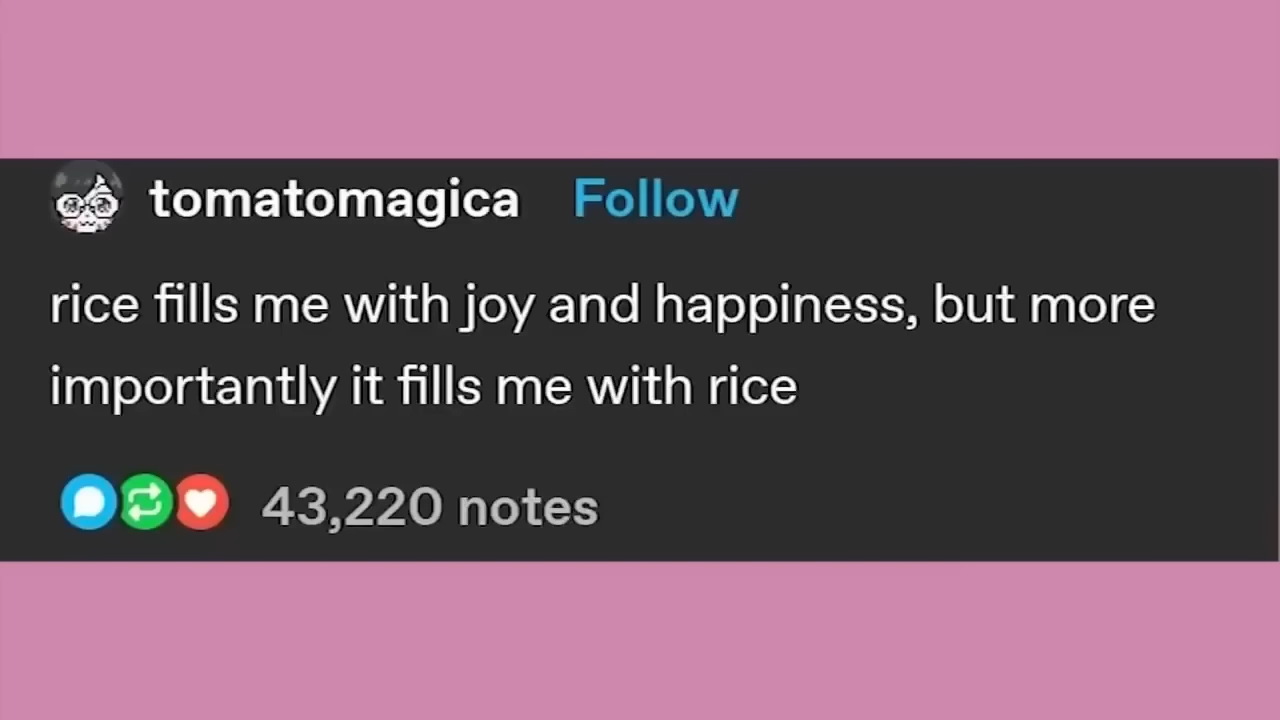 tomatomagica Follow
rice fills me with joy and happiness, but more
importantly it fills me with rice
43,220 notes